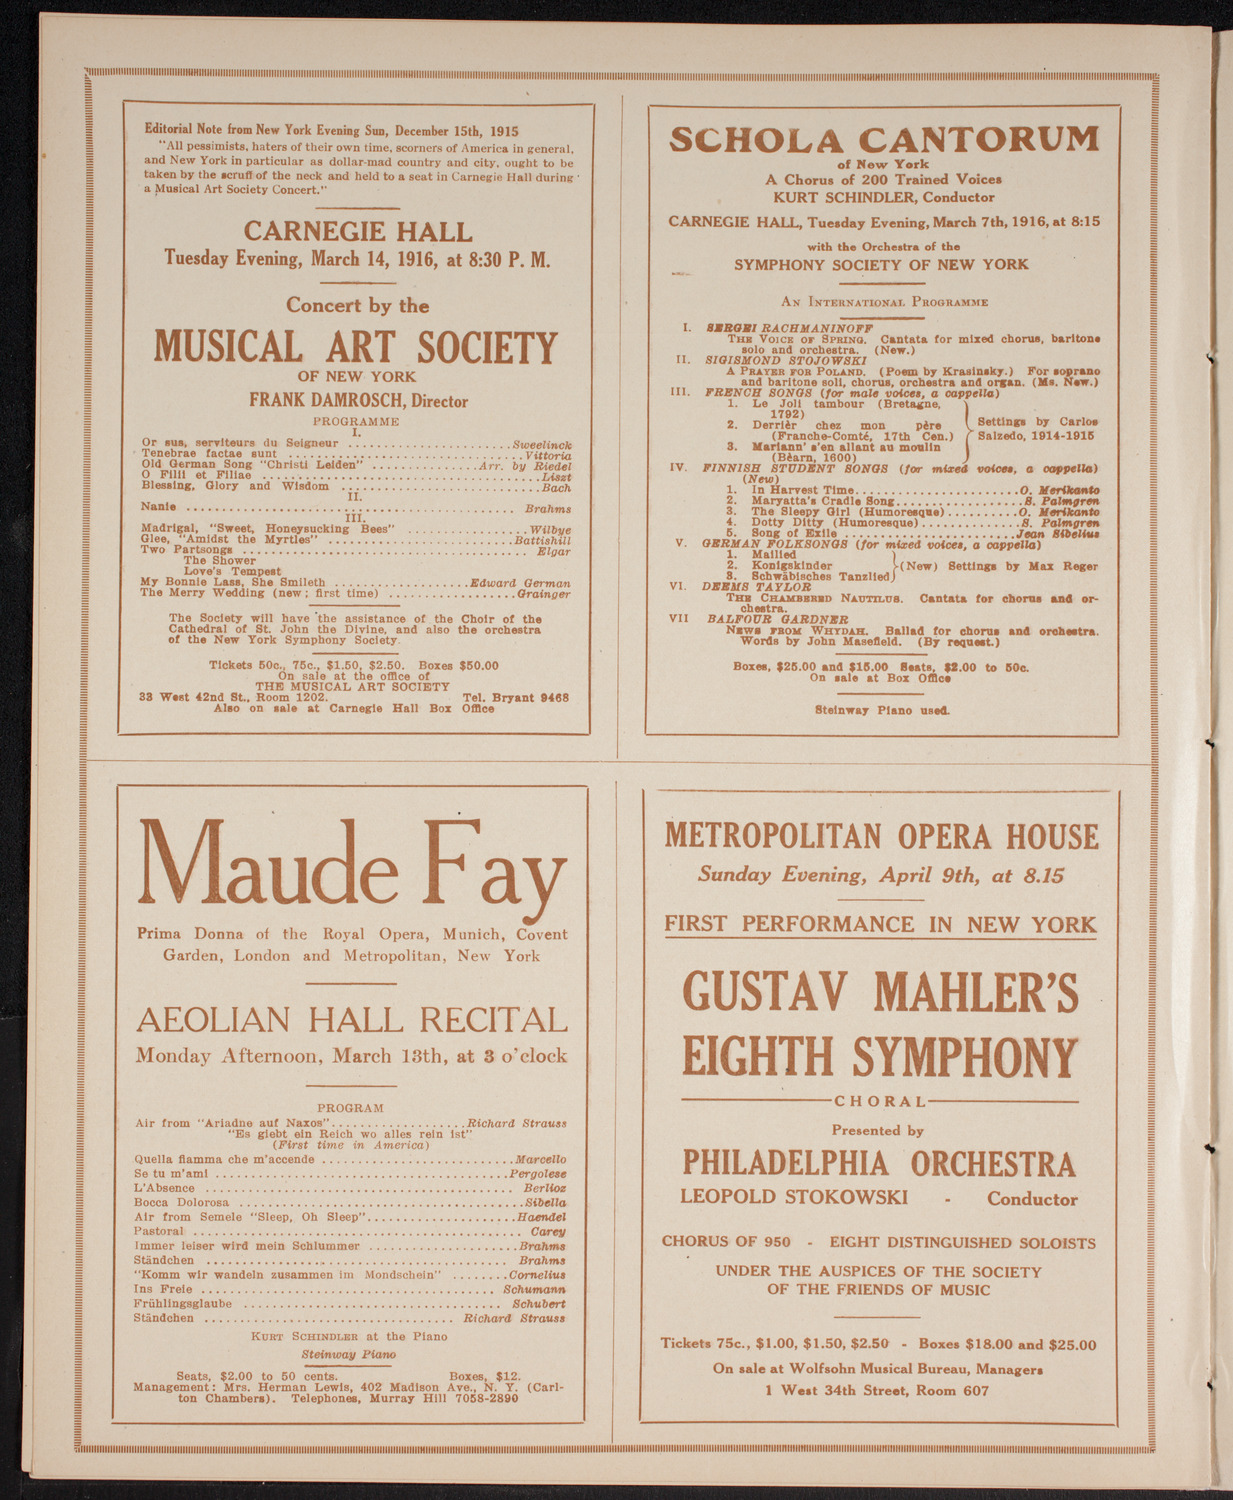 Editorial Note from New York Evening Sun, December 15th, 1915
"All pessimists, haters of their own time, scorners of America in general,
and New York in particular as dollar-mad country and city, ought to be
taken by the scruff of the neck and held to a seat in Carnegie Hall during
a Musical Art Society Concert."
CARNEGIE HALL
Tuesday Evening, March 14, 1916, at 8:30 P. M.
Concert by the
MUSICAL ART SOCIETY
OF NEW YORK
FRANK DAMROSCH, Director
PROGRAMME
I.
Or sus, serviteurs du Seigneur ........................ Sweelinck
Tenebrae factae sunt ........................ Vittoria
Old German Song "Christi Leiden" ............... Arr. by Riedel
O Filii et Filiae ........................ Liszt
Blessing, Glory and Wisdom ........................ Bach
II.
Nanie ........................ Brahms
III.
Madrigal, "Sweet, Honeysucking Bees" ................ Wilbye
Glee, "Amidst the Myrtles" ........................ Battishill
Two Partsongs ........................ Elgar
The Shower
Love's Tempest
My Bonnie Lass, She Smileth .................. Edward German
The Merry Wedding (new; first time) ................. Grainger
The Society will have the assistance of the Choir of the
Cathedral of St. John the Divine, and also the orchestra
of the New York Symphony Society.
Tickets 50c., 75c., $1.50, $2.50. Boxes $50.00
On sale at the office of
THE MUSICAL ART SOCIETY
33 West 42nd St., Room 1202. Tel. Bryant 9468
Also on sale at Carnegie Hall Box Office
SCHOLA CANTORUM
of New York
A Chorus of 200 Trained Voices
KURT SCHINDLER, Conductor
CARNEGIE HALL, Tuesday Evening, March 7th, 1916, at 8:15
with the Orchestra of the
SYMPHONY SOCIETY OF NEW YORK
AN INTERNATIONAL PROGRAMME
I. SERGEI RACHMANINOFF
THE VOICE OF SPRING. Cantata for mixed chorus, baritone
solo and orchestra. (New.)
II. SIGISMOND STOJOWSKI
A PRAYER FOR POLAND. (Poem by Krasinsky.) For soprano
and baritone soli, chorus, orchestra and organ. (Ms. New.)
III. FRENCH SONGS (for male voices, a cappella)
1. Le Joli tambour (Bretagne,
1792)
2. Derrièr chez mon père
(Franche-Comté, 17th Cen.)
3. Mariann' s'en allant au moulin
(Bèarn, 1600)
Settings by Carlos
Salzedo, 1914-1915
IV. FINNISH STUDENT SONGS (for mixed voices, a cappella)
(New)
1. In Harvest Time..................... O. Merikanto
2. Maryatta's Cradle Song................ S. Palmgren
3. The Sleepy Girl (Humoresque).......... O. Merikanto
4. Dotty Ditty (Humoresque)............. S. Palmgren
5. Song of Exile ........................ Jean Sibelius
V. GERMAN FOLKSONGS (for mixed voices, a cappella)
1. Mailied
2. Konigskinder
3. Schwäbisches Tanzlied
(New) Settings by Max Reger
VI. DEEMS TAYLOR
THE CHAMBERED NAUTILUS. Cantata for chorus and or-
chestra.
VII BALFOUR GARDNER
NEWS FROM WHYDAH. Ballad for chorus and orchestra.
Words by John Masefield. (By request.)
Boxes, $25.00 and $15.00 Seats, $2.00 to 50c.
On sale at Box Office
Steinway Piano used.
Maude Fay
Prima Donna of the Royal Opera, Munich, Covent
Garden, London and Metropolitan, New York
AEOLIAN HALL RECITAL
Monday Afternoon, March 13th, at 3 o'clock
PROGRAM
Air from "Ariadne auf Naxos"................... Richard Strauss
"Es giebt ein Reich wo alles rein ist"
(First time in America)
Quella fiamma che m'accende ........................... Marcello
Se tu m'ami ........................... Pergolese
L'Absence ........................... Berlioz
Bocca Dolorosa ........................... Sibella
Air from Semele "Sleep, Oh Sleep"..................... Haendel
Pastoral ........................... Carey
Immer leiser wird mein Schlummer ..................... Brahms
Ständchen ........................... Brahms
"Komm wir wandeln zusammen im Mondschein" ........ Cornelius
Ins Freie ........................... Schumann
Frühlingsglaube ........................... Schubert
Ständchen ........................... Richard Strauss
KURT SCHINDLER at the Piano
Steinway Piano
Seats, $2.00 to 50 cents. Boxes, $12.
Management: Mrs. Herman Lewis, 402 Madison Ave., N. Y. (Carl-
ton Chambers). Telephones, Murray Hill 7058-2890
METROPOLITAN OPERA HOUSE
Sunday Evening, April 9th, at 8.15
FIRST PERFORMANCE IN NEW YORK
GUSTAV MAHLER'S
EIGHTH SYMPHONY
CHORAL
Presented by
PHILADELPHIA ORCHESTRA
LEOPOLD STOKOWSKI - Conductor
CHORUS OF 950 - EIGHT DISTINGUISHED SOLOISTS
UNDER THE AUSPICES OF THE SOCIETY
OF THE FRIENDS OF MUSIC
Tickets 75c., $1.00, $1.50, $2.50 - Boxes $18.00 and $25.00
On sale at Wolfsohn Musical Bureau, Managers
1 West 34th Street, Room 607